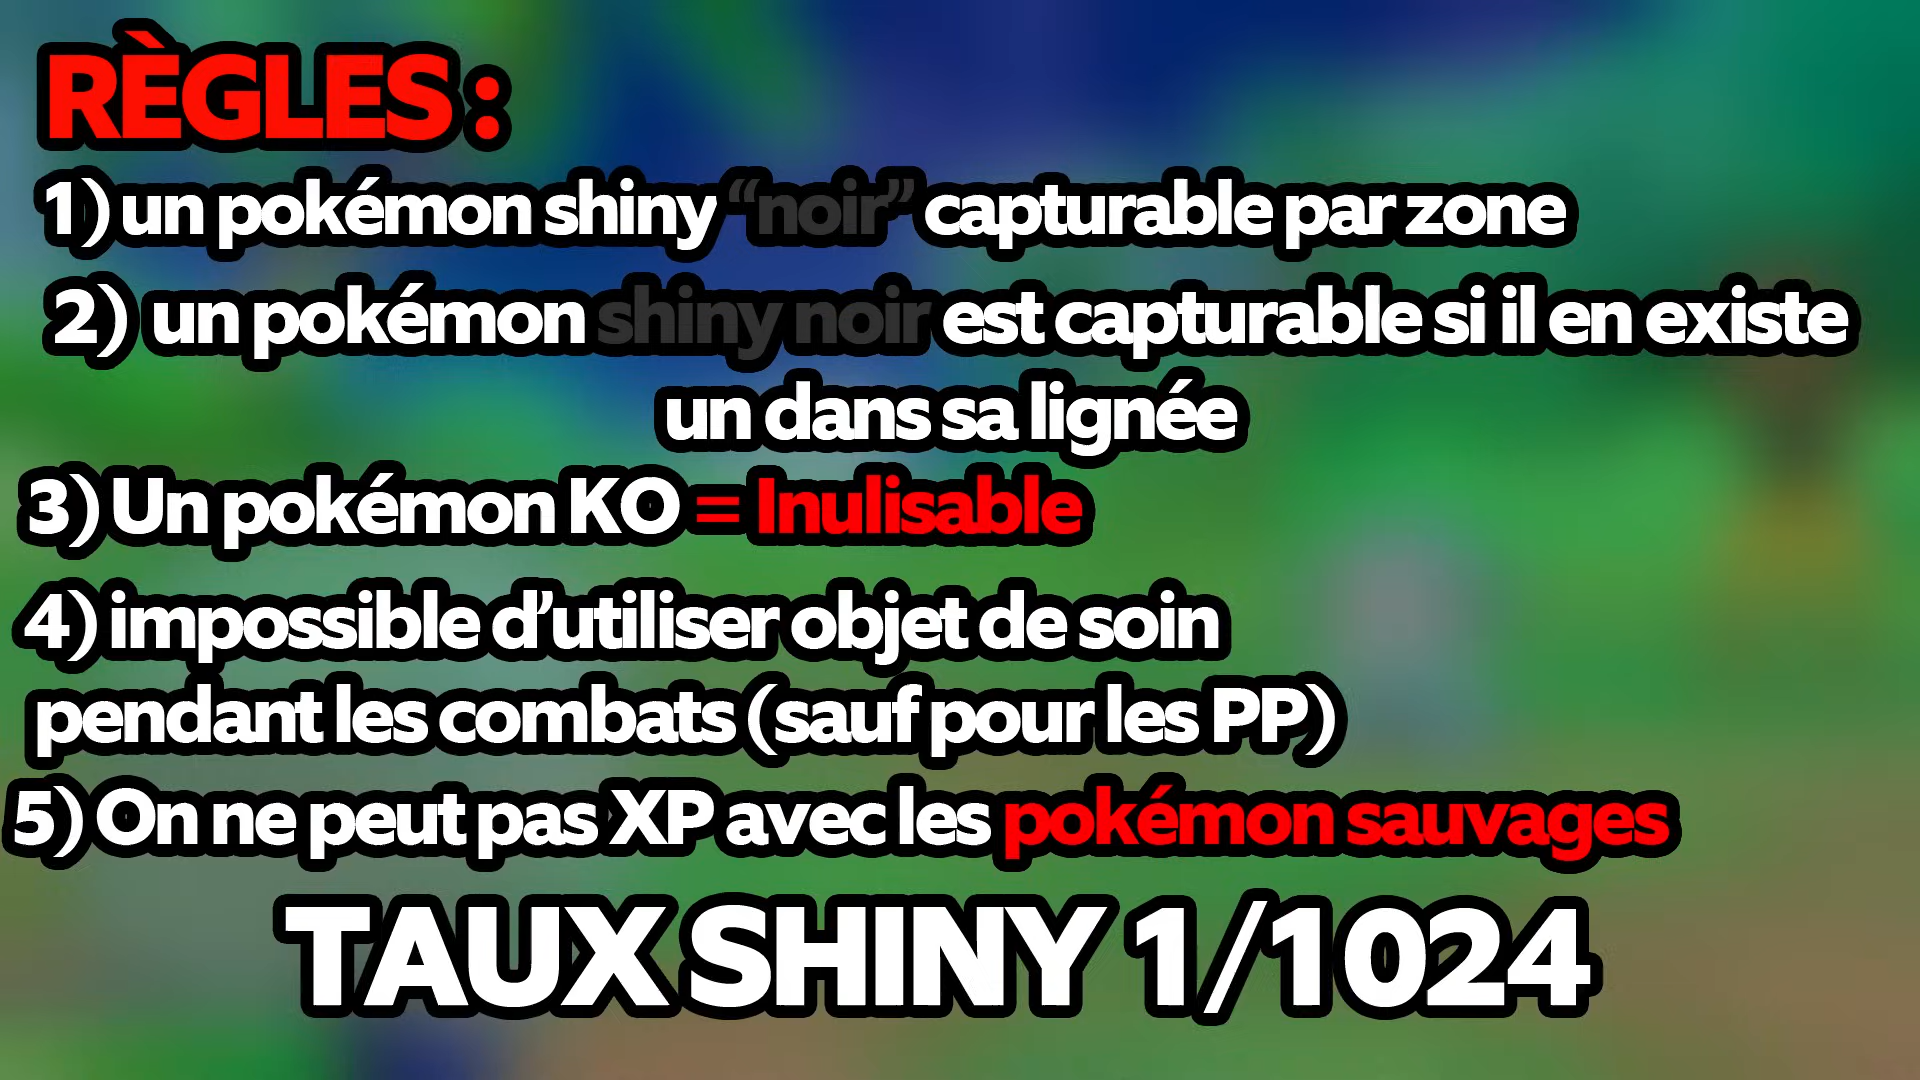 RÈGLES :
1) un pokémon shiny “noir” capturable par zone
2) un pokémon shiny noir est capturable si il en existe
un dans sa lignée
3) Un pokémon KO = Inulisable
4) impossible d’utiliser objet de soin
pendant les combats (sauf pour les PP)
5) On ne peut pas XP avec les pokémon sauvages
TAUX SHINY 1/1024